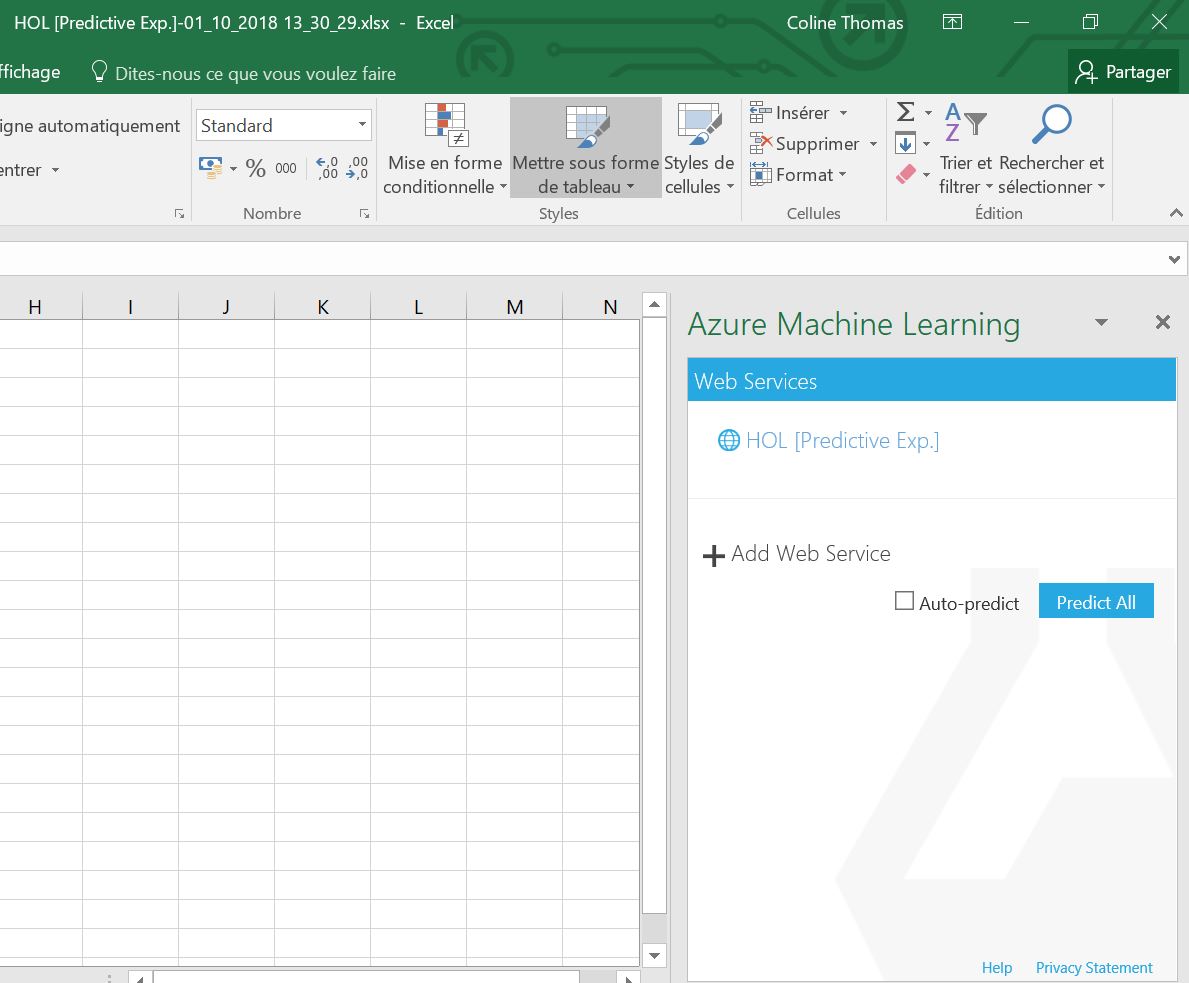 HOL [Predictive Exp.]-01_10_2018 13_30_29.xlsx - Excel
Coline Thomas
ffichage
Dites-nous ce que vous voulez faire
Partager
igne automatiquement
Standard
entrer
% 000
←,0 ,00
,00 →,0
Mise en forme
conditionnelle
Mettre sous forme
de tableau
Styles de
cellules
Insérer
Supprimer
Format
Σ
A
Z
Trier et
filtrer
Rechercher et
sélectionner
Nombre
Styles
Cellules
Édition
H I J K L M N
Azure Machine Learning
Web Services
HOL [Predictive Exp.]
Add Web Service
Auto-predict
Predict All
Help
Privacy Statement